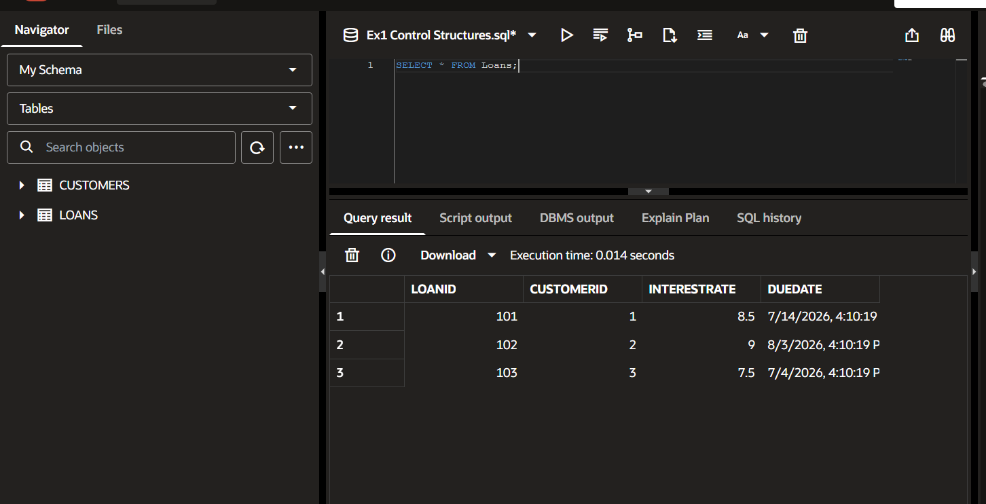 Navigator Files
My Schema
Tables
Search objects
CUSTOMERS
LOANS
Ex1 Control Structures.sql*
Aa
1 SELECT * FROM Loans;
Query result Script output DBMS output Explain Plan SQL history
Download Execution time: 0.014 seconds
LOANID CUSTOMERID INTERESTRATE DUEDATE
1 101 1 8.5 7/14/2026, 4:10:19
2 102 2 9 8/3/2026, 4:10:19 P
3 103 3 7.5 7/4/2026, 4:10:19 P